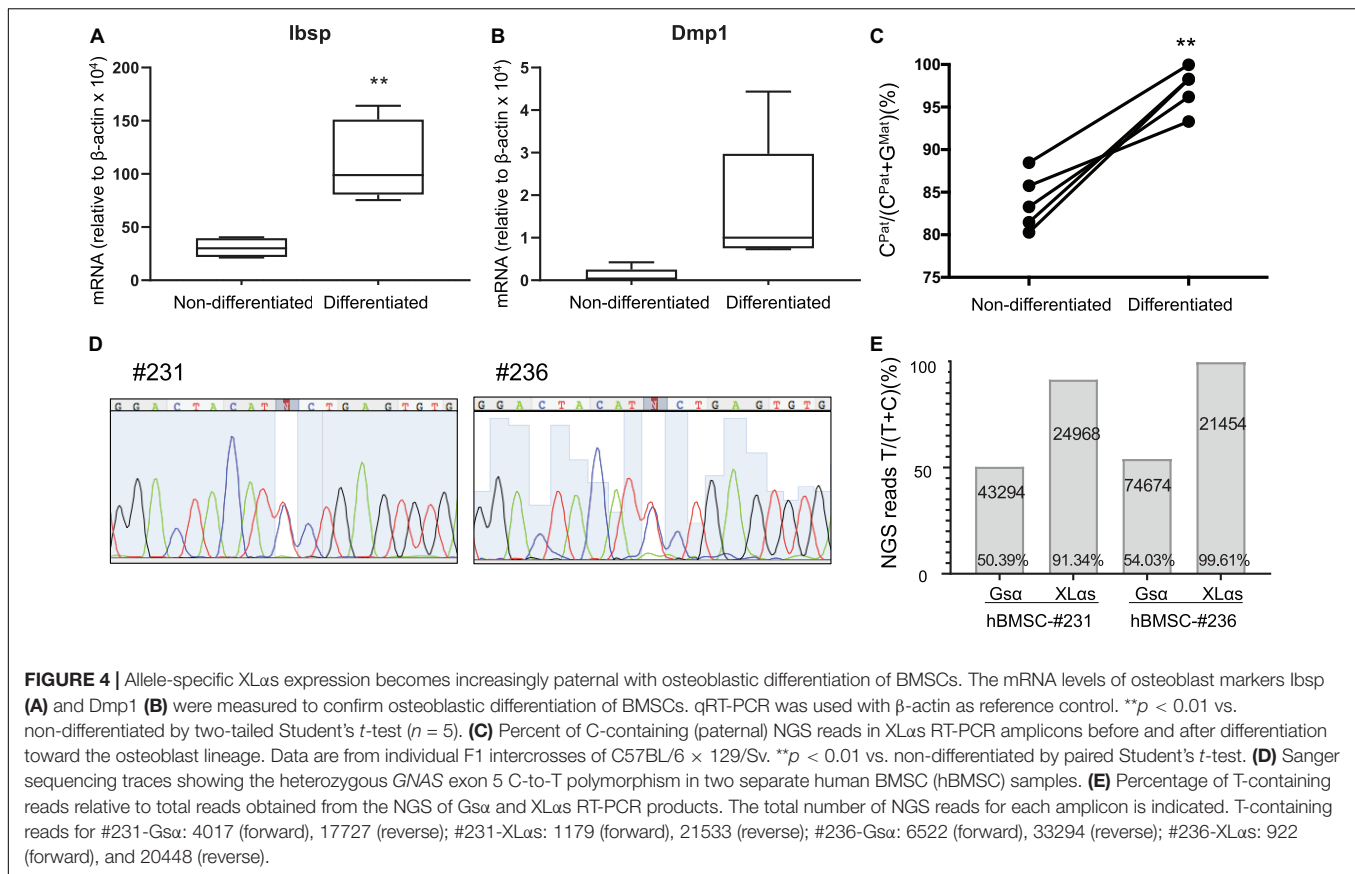 A
Ibsp
mRNA (relative to β-actin x 10⁴)
200
150
100
50
0
**
Non-differentiated
Differentiated
B
Dmp1
mRNA (relative to β-actin x 10⁴)
5
4
3
2
1
0
Non-differentiated
Differentiated
C
C^Pat/(C^Pat+G^Mat)(%)
100
95
90
85
80
75
**
Non-differentiated
Differentiated
D
#231
G G A C T A C A T N C T G A G T G T G
#236
G G A C T A C A T N C T G A G T G T G
E
NGS reads T/(T+C)(%)
100
50
0
43294
24968
74674
21454
50.39%
91.34%
54.03%
99.61%
Gsα
XLαs
Gsα
XLαs
hBMSC-#231
hBMSC-#236
FIGURE 4 | Allele-specific XLαs expression becomes increasingly paternal with osteoblastic differentiation of BMSCs. The mRNA levels of osteoblast markers Ibsp
(A) and Dmp1 (B) were measured to confirm osteoblastic differentiation of BMSCs. qRT-PCR was used with β-actin as reference control. **p < 0.01 vs.
non-differentiated by two-tailed Student's t-test (n = 5). (C) Percent of C-containing (paternal) NGS reads in XLαs RT-PCR amplicons before and after differentiation
toward the osteoblast lineage. Data are from individual F1 intercrosses of C57BL/6 × 129/Sv. **p < 0.01 vs. non-differentiated by paired Student's t-test. (D) Sanger
sequencing traces showing the heterozygous GNAS exon 5 C-to-T polymorphism in two separate human BMSC (hBMSC) samples. (E) Percentage of T-containing
reads relative to total reads obtained from the NGS of Gsα and XLαs RT-PCR products. The total number of NGS reads for each amplicon is indicated. T-containing
reads for #231-Gsα: 4017 (forward), 17727 (reverse); #231-XLαs: 1179 (forward), 21533 (reverse); #236-Gsα: 6522 (forward), 33294 (reverse); #236-XLαs: 922
(forward), and 20448 (reverse).